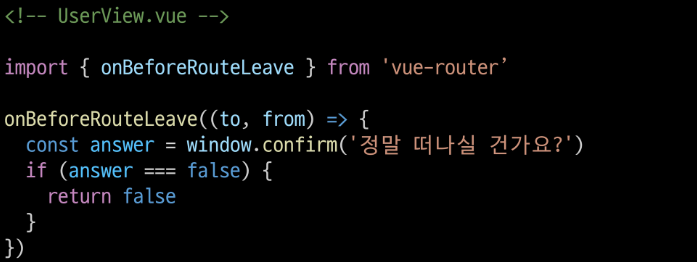 <!-- UserView.vue -->
import { onBeforeRouteLeave } from 'vue-router’
onBeforeRouteLeave((to, from) => {
  const answer = window.confirm('정말 떠나실 건가요?')
  if (answer === false) {
    return false
  }
})